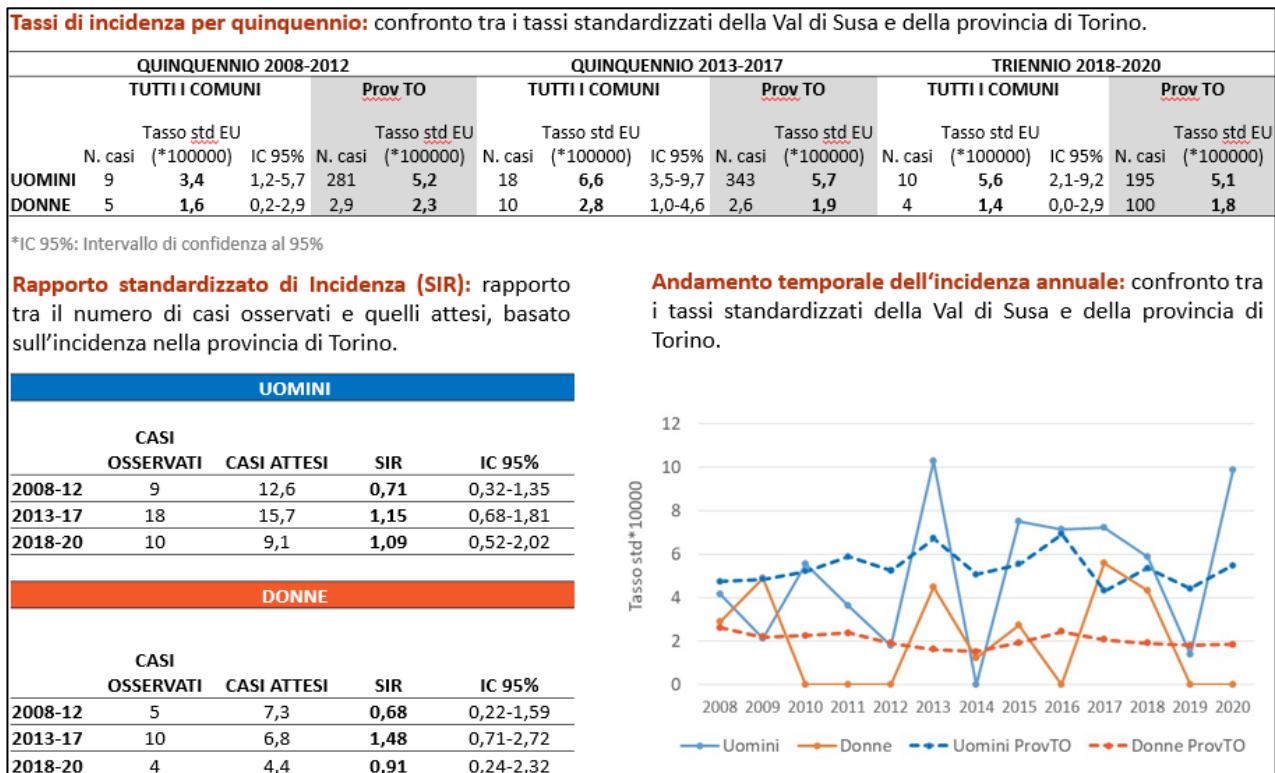 Tassi di incidenza per quinquennio: confronto tra i tassi standardizzati della Val di Susa e della provincia di Torino.
QUINQUENNIO 2008-2012 QUINQUENNIO 2013-2017 TRIENNIO 2018-2020
TUTTI I COMUNI Prov TO TUTTI I COMUNI Prov TO TUTTI I COMUNI Prov TO
Tasso std EU Tasso std EU Tasso std EU Tasso std EU Tasso std EU Tasso std EU
N. casi (*100000) IC 95% N. casi (*100000) N. casi (*100000) IC 95% N. casi (*100000) N. casi (*100000) IC 95% N. casi (*100000)
UOMINI 9 3,4 1,2-5,7 281 5,2 18 6,6 3,5-9,7 343 5,7 10 5,6 2,1-9,2 195 5,1
DONNE 5 1,6 0,2-2,9 2,9 2,3 10 2,8 1,0-4,6 2,6 1,9 4 1,4 0,0-2,9 100 1,8
*IC 95%: Intervallo di confidenza al 95%
Rapporto standardizzato di Incidenza (SIR): rapporto
tra il numero di casi osservati e quelli attesi, basato
sull'incidenza nella provincia di Torino.
UOMINI
CASI
OSSERVATI CASI ATTESI SIR IC 95%
2008-12 9 12,6 0,71 0,32-1,35
2013-17 18 15,7 1,15 0,68-1,81
2018-20 10 9,1 1,09 0,52-2,02
DONNE
CASI
OSSERVATI CASI ATTESI SIR IC 95%
2008-12 5 7,3 0,68 0,22-1,59
2013-17 10 6,8 1,48 0,71-2,72
2018-20 4 4,4 0,91 0,24-2,32
Andamento temporale dell‘incidenza annuale: confronto tra
i tassi standardizzati della Val di Susa e della provincia di
Torino.
Tasso std*10000
12
10
8
6
4
2
0
2008 2009 2010 2011 2012 2013 2014 2015 2016 2017 2018 2019 2020
Uomini Donne Uomini ProvTO Donne ProvTO